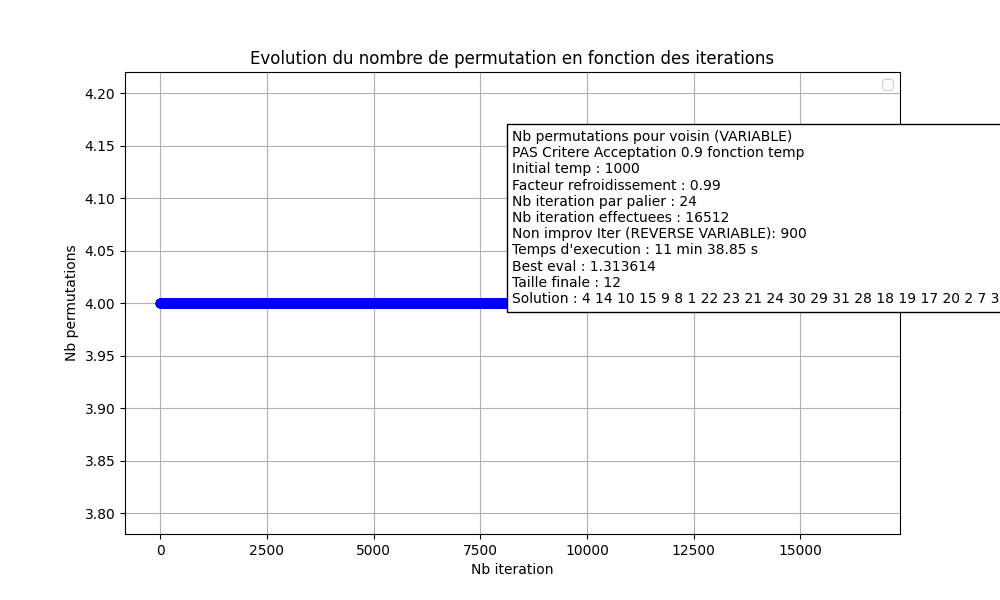 Evolution du nombre de permutation en fonction des iterations
4.20
4.15
4.10
4.05
4.00
3.95
3.90
3.85
3.80
Nb permutations
Nb permutations pour voisin (VARIABLE)
PAS Critere Acceptation 0.9 fonction temp
Initial temp : 1000
Facteur refroidissement : 0.99
Nb iteration par palier : 24
Nb iteration effectuees : 16512
Non improv Iter (REVERSE VARIABLE): 900
Temps d'execution : 11 min 38.85 s
Best eval : 1.313614
Taille finale : 12
Solution : 4 14 10 15 9 8 1 22 23 21 24 30 29 31 28 18 19 17 20 2 7 3
0 2500 5000 7500 10000 12500 15000
Nb iteration